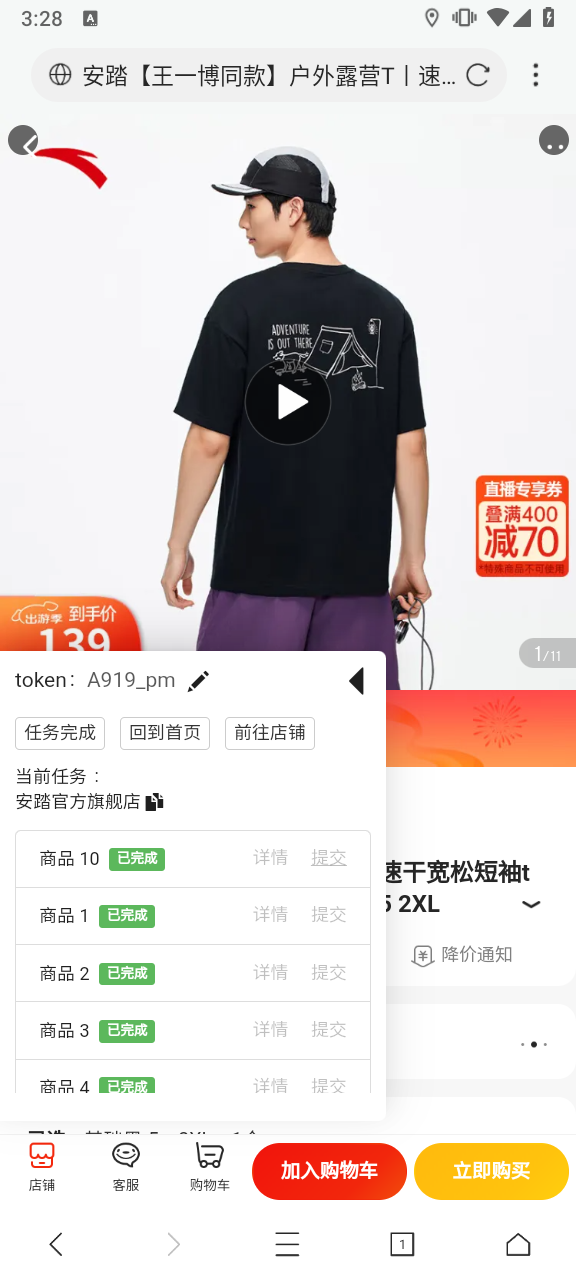 3:28
A
安踏【王一博同款】户外露营T丨速...
ADVENTURE
IS OUT THERE
直播专享券
叠满400
减70
*特殊商品不可使用
出游季 到手价
139
1/11
token： A919_pm
任务完成 回到首页 前往店铺
当前任务：
安踏官方旗舰店
商品 10 已完成 详情 提交
商品 1 已完成 详情 提交
商品 2 已完成 详情 提交
商品 3 已完成 详情 提交
商品 4 已完成 详情 提交
速干宽松短袖t
5 2XL
降价通知
店铺 客服 购物车 加入购物车 立即购买
1